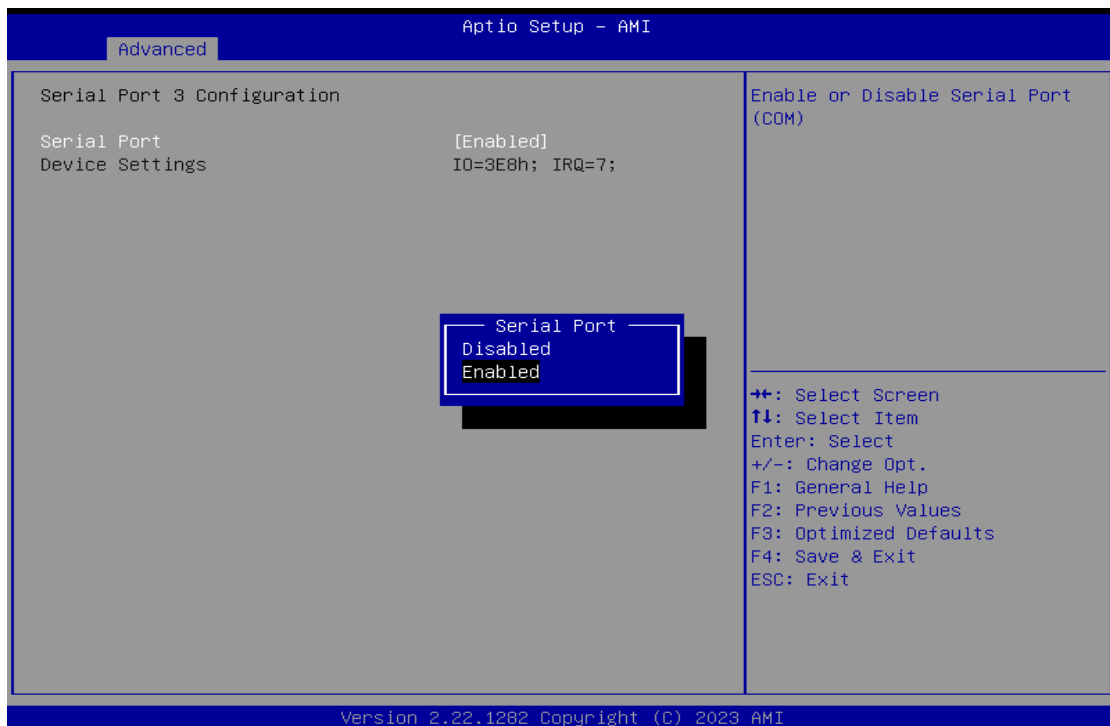 Aptio Setup – AMI
Advanced
Serial Port 3 Configuration
Serial Port [Enabled]
Device Settings IO=3E8h; IRQ=7;
Serial Port
Disabled
Enabled
Enable or Disable Serial Port
(COM)
→←: Select Screen
↑↓: Select Item
Enter: Select
+/-: Change Opt.
F1: General Help
F2: Previous Values
F3: Optimized Defaults
F4: Save & Exit
ESC: Exit
Version 2.22.1282 Copyright (C) 2023 AMI